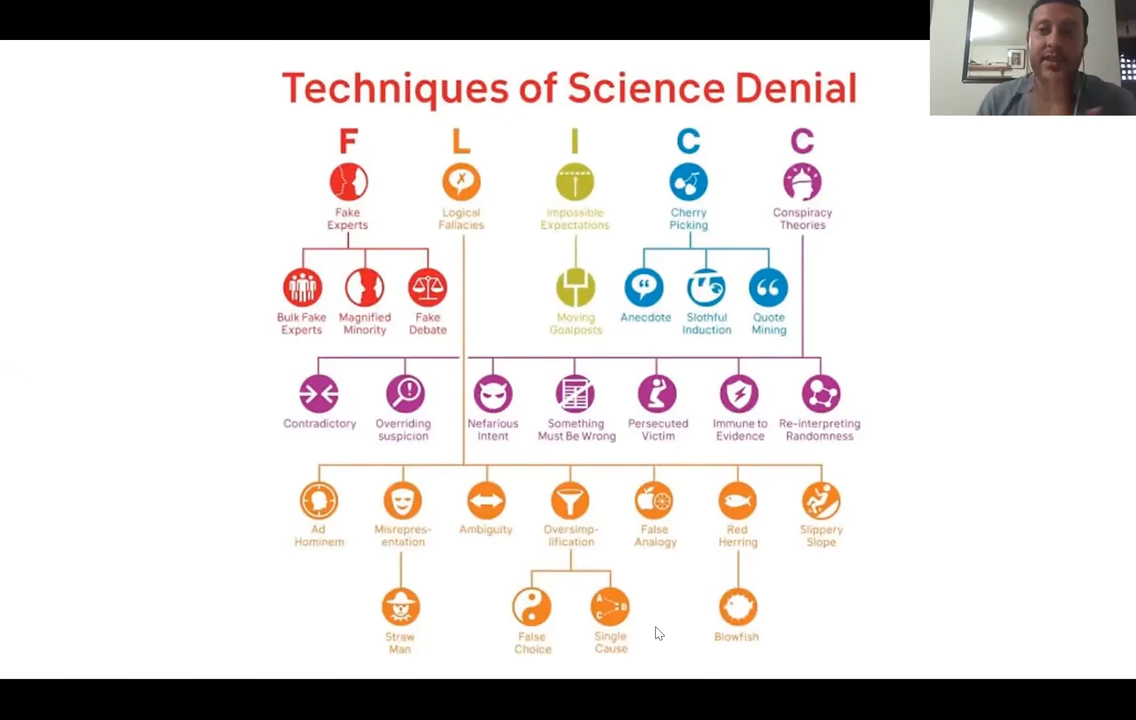 Techniques of Science Denial
F L I C C
Fake
Experts
Logical
Fallacies
Impossible
Expectations
Cherry
Picking
Conspiracy
Theories
Bulk Fake
Experts
Magnified
Minority
Fake
Debate
Moving
Goalposts
Anecdote
Slothful
Induction
Quote
Mining
Contradictory
Overriding
suspicion
Nefarious
Intent
Something
Must Be Wrong
Persecuted
Victim
Immune to
Evidence
Re-interpreting
Randomness
Ad
Hominem
Misrepres-
entation
Ambiguity
Oversimp-
lification
False
Analogy
Red
Herring
Slippery
Slope
Straw
Man
False
Choice
A
B
C
Single
Cause
Blowfish